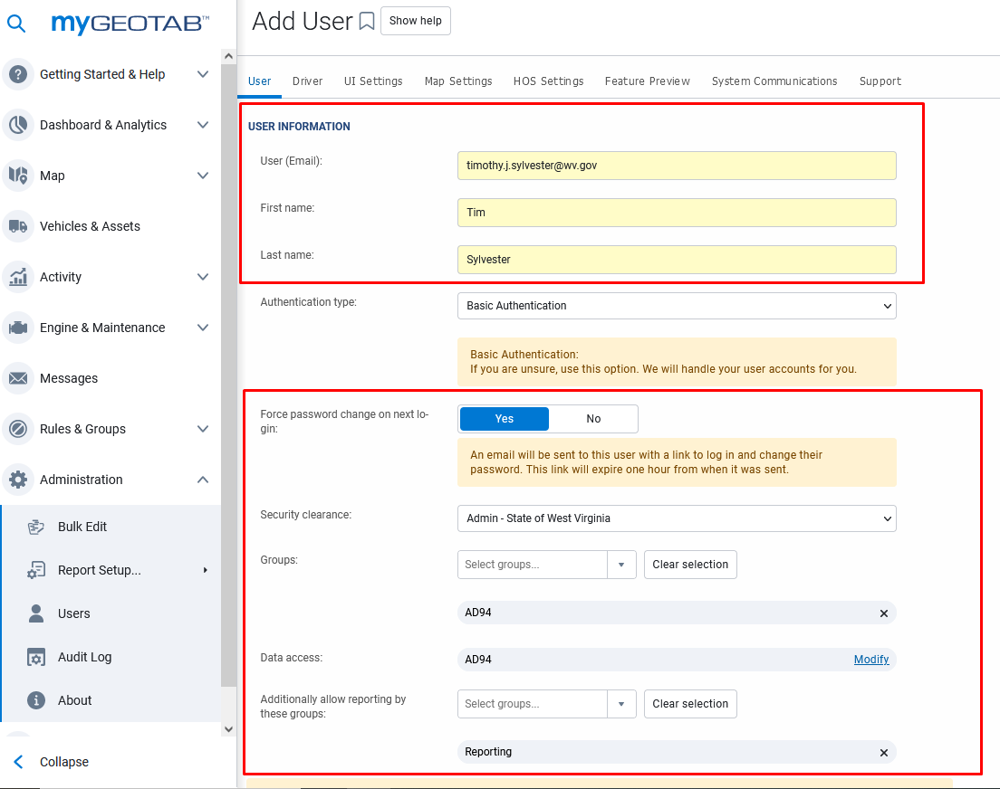 myGEOTAB™
Getting Started & Help
Dashboard & Analytics
Map
Vehicles & Assets
Activity
Engine & Maintenance
Messages
Rules & Groups
Administration
Bulk Edit
Report Setup...
Users
Audit Log
About
Collapse
Add User
Show help
User Driver UI Settings Map Settings HOS Settings Feature Preview System Communications Support
USER INFORMATION
User (Email): timothy.j.sylvester@wv.gov
First name: Tim
Last name: Sylvester
Authentication type: Basic Authentication
Basic Authentication:
If you are unsure, use this option. We will handle your user accounts for you.
Force password change on next lo-
gin:
Yes No
An email will be sent to this user with a link to log in and change their
password. This link will expire one hour from when it was sent.
Security clearance: Admin - State of West Virginia
Groups: Select groups... Clear selection
AD94
Data access: AD94 Modify
Additionally allow reporting by
these groups:
Select groups... Clear selection
Reporting